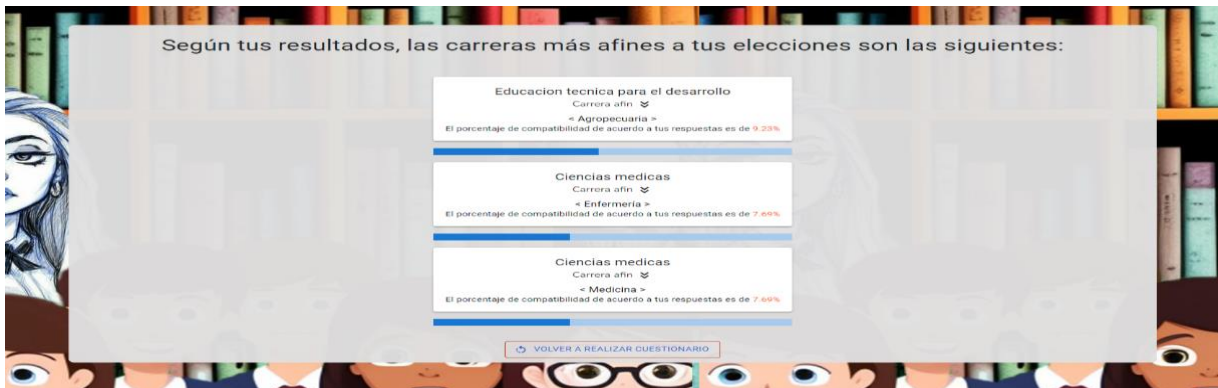 Según tus resultados, las carreras más afines a tus elecciones son las siguientes:
Educacion tecnica para el desarrollo
Carrera afin
< Agropecuaria >
El porcentaje de compatibilidad de acuerdo a tus respuestas es de 9.23%
Ciencias medicas
Carrera afin
< Enfermería >
El porcentaje de compatibilidad de acuerdo a tus respuestas es de 7.69%
Ciencias medicas
Carrera afin
< Medicina >
El porcentaje de compatibilidad de acuerdo a tus respuestas es de 7.69%
VOLVER A REALIZAR CUESTIONARIO